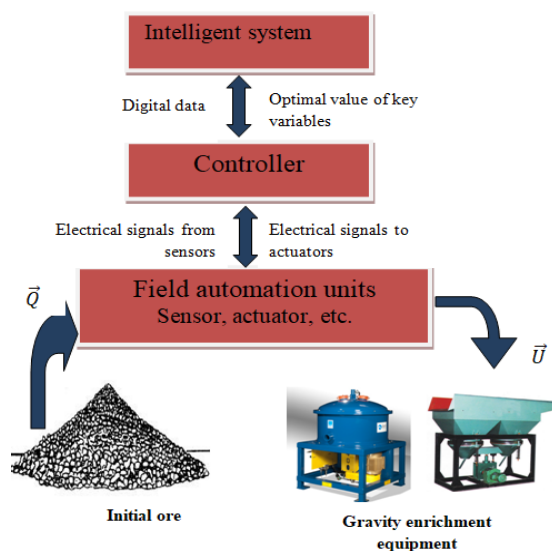 Intelligent system
Digital data
Optimal value of key
variables
Controller
Electrical signals from
sensors
Electrical signals to
actuators
Field automation units
Sensor, actuator, etc.
Q⃗
U⃗
Initial ore
Gravity enrichment
equipment